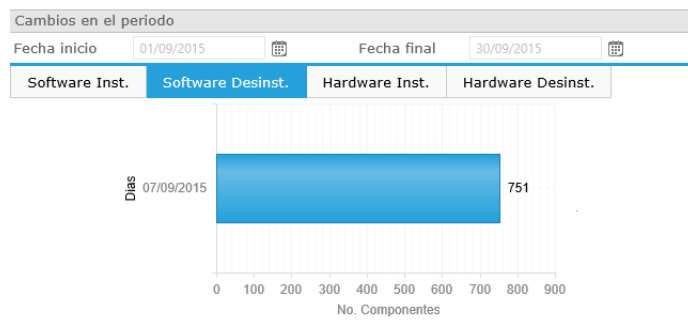 Cambios en el periodo
Fecha inicio 01/09/2015 Fecha final 30/09/2015
Software Inst. Software Desinst. Hardware Inst. Hardware Desinst.
Dias
07/09/2015 751
0 100 200 300 400 500 600 700 800 900
No. Componentes